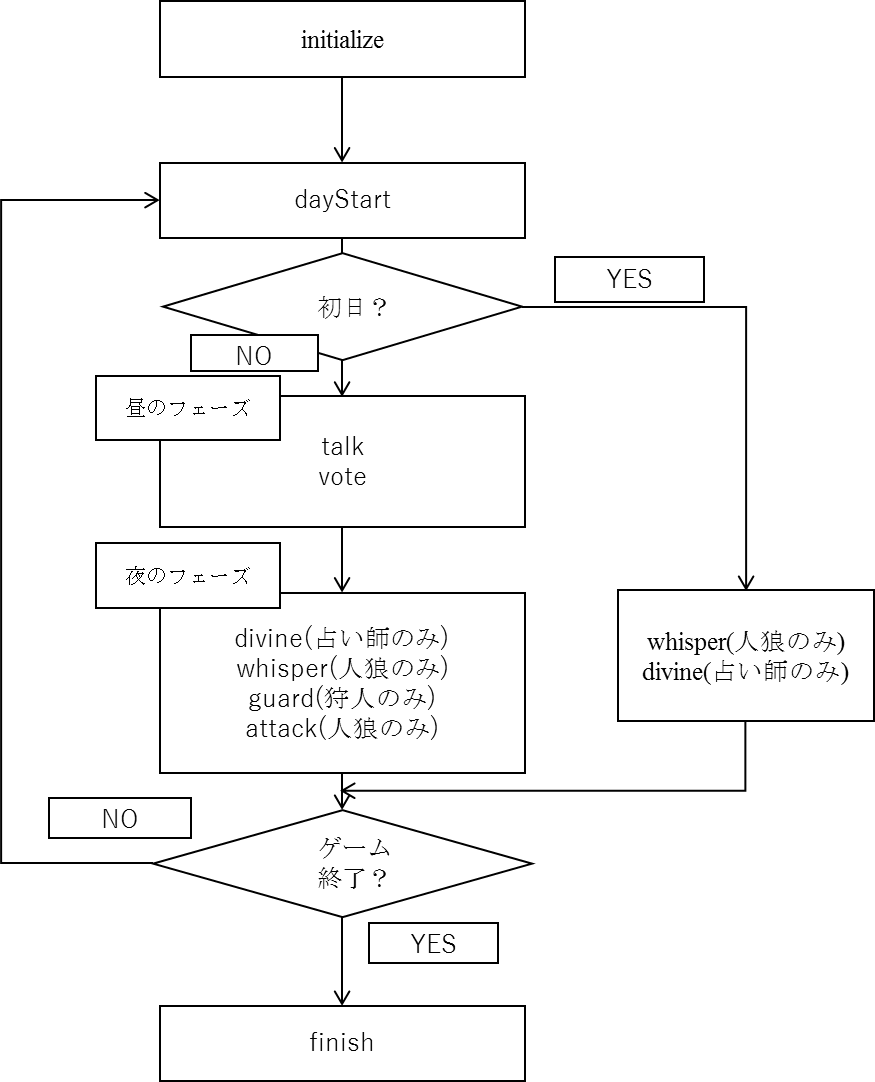 initialize
dayStart
初日？
YES
NO
昼のフェーズ
talk
vote
夜のフェーズ
divine(占い師のみ)
whisper(人狼のみ)
guard(狩人のみ)
attack(人狼のみ)
whisper(人狼のみ)
divine(占い師のみ)
NO
ゲーム
終了？
YES
finish